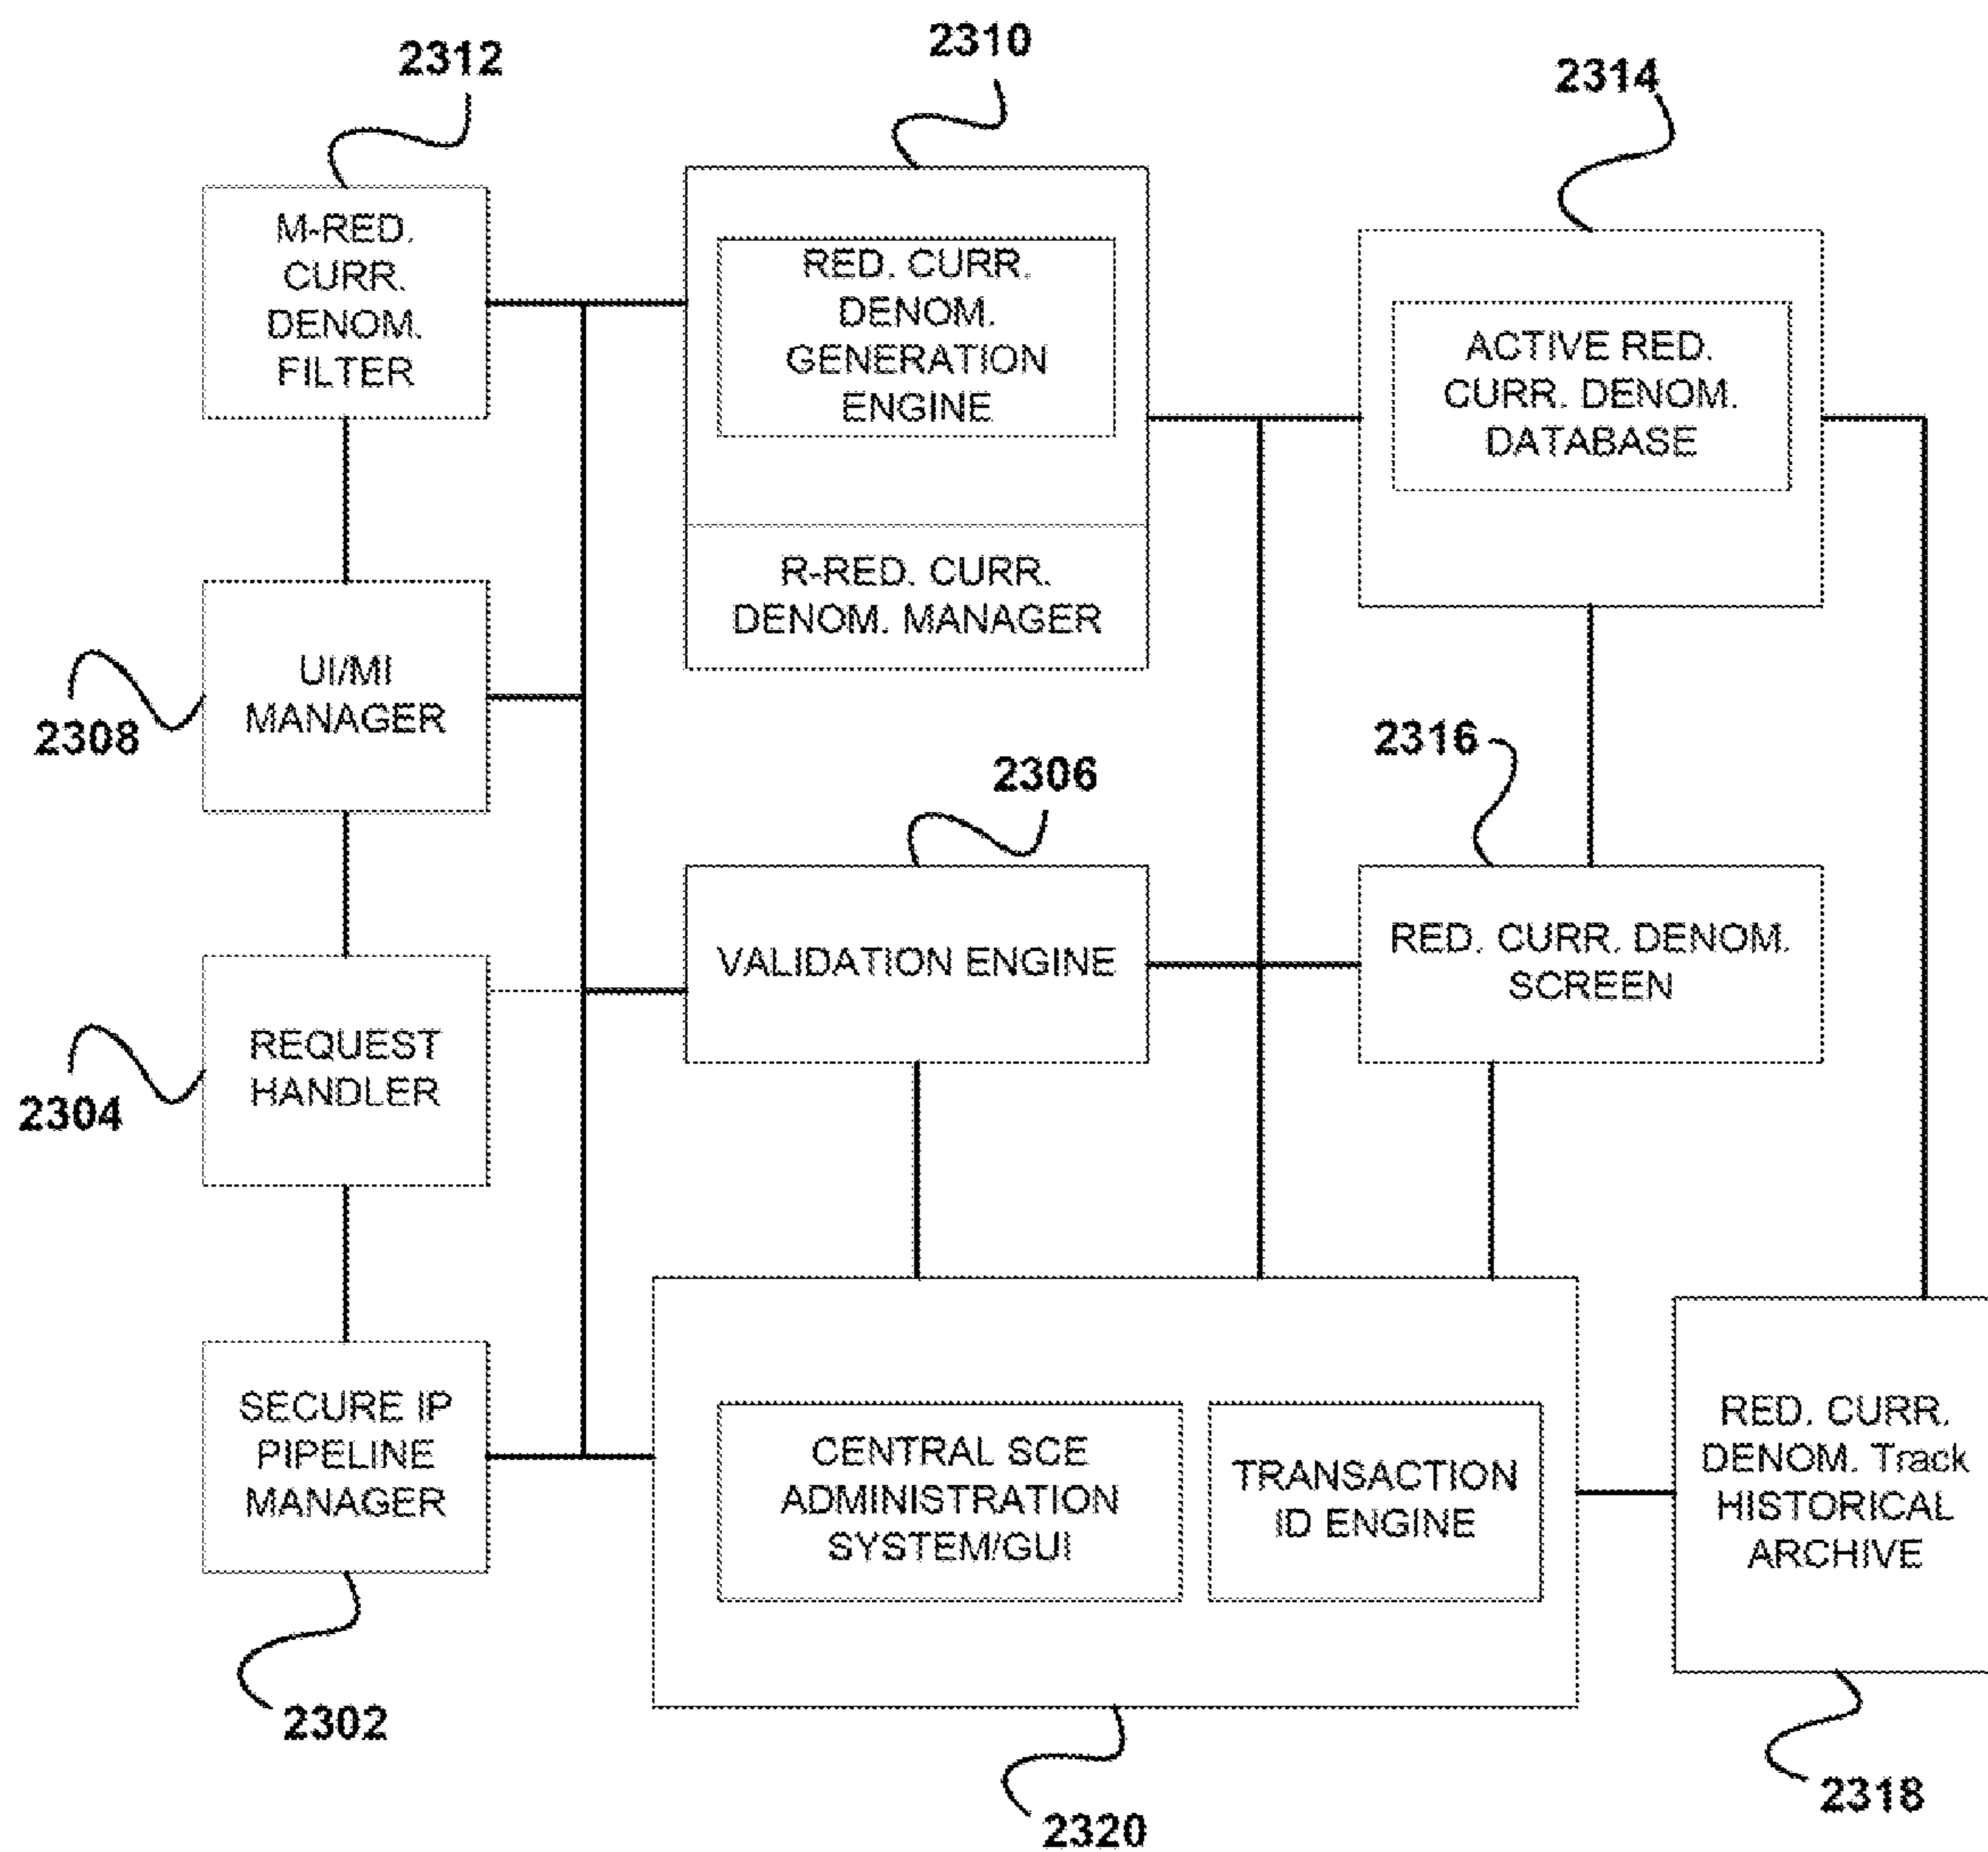 2312
2310
2314
M-RED.
CURR.
DENOM.
FILTER
RED. CURR.
DENOM.
GENERATION
ENGINE
R-RED. CURR.
DENOM. MANAGER
ACTIVE RED.
CURR. DENOM.
DATABASE
UI/MI
MANAGER
2308
2306
2316
VALIDATION ENGINE
RED. CURR. DENOM.
SCREEN
REQUEST
HANDLER
2304
SECURE IP
PIPELINE
MANAGER
CENTRAL SCE
ADMINISTRATION
SYSTEM/GUI
TRANSACTION
ID ENGINE
RED. CURR.
DENOM. Track
HISTORICAL
ARCHIVE
2302
2320
2318